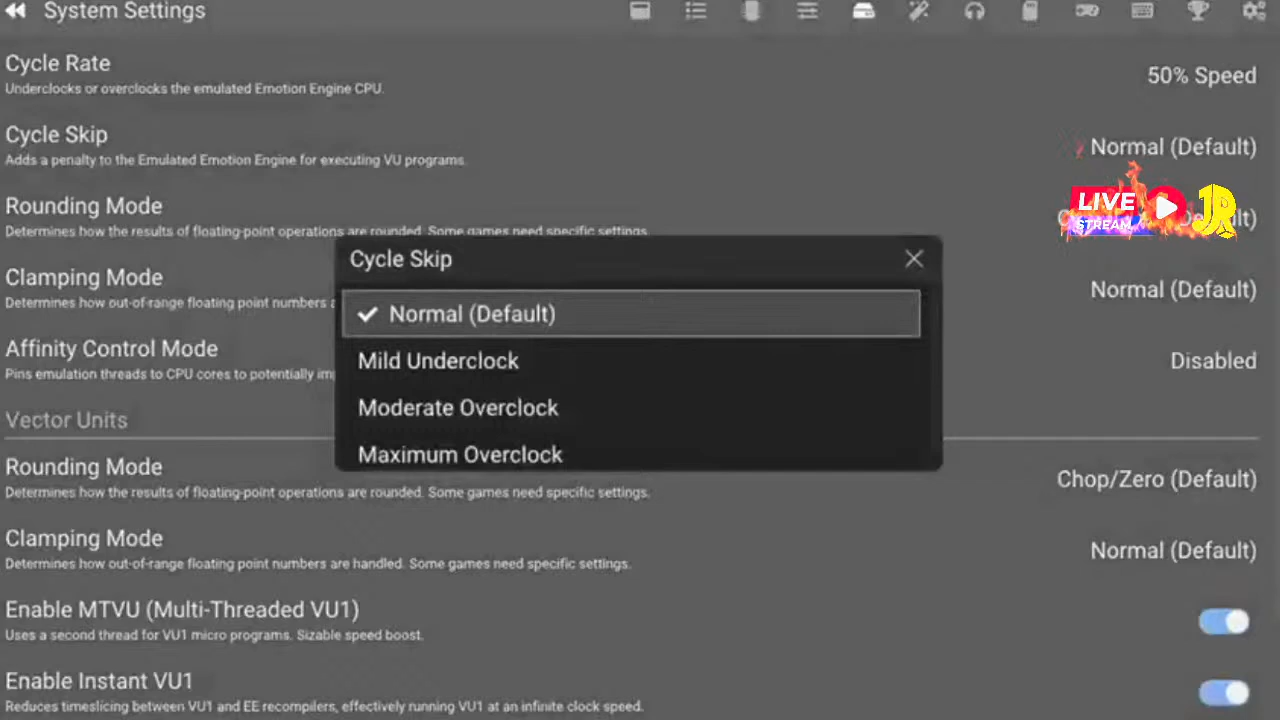 System Settings
Cycle Rate
Underclocks or overclocks the emulated Emotion Engine CPU.
50% Speed
Cycle Skip
Adds a penalty to the Emulated Emotion Engine for executing VU programs.
Normal (Default)
Rounding Mode
Determines how the results of floating-point operations are rounded. Some games need specific settings.
LIVE
STREAM
JR
Cycle Skip
Clamping Mode
Determines how out-of-range floating point numbers
Normal (Default)
Normal (Default)
Mild Underclock
Moderate Overclock
Maximum Overclock
Affinity Control Mode
Pins emulation threads to CPU cores to potentially
Disabled
Vector Units
Rounding Mode
Determines how the results of floating-point operations are rounded. Some games need specific settings.
Chop/Zero (Default)
Clamping Mode
Determines how out-of-range floating point numbers are handled. Some games need specific settings.
Normal (Default)
Enable MTVU (Multi-Threaded VU1)
Uses a second thread for VU1 micro programs. Sizable speed boost.
Enable Instant VU1
Reduces timeslicing between VU1 and EE recompilers, effectively running VU1 at an infinite clock speed.